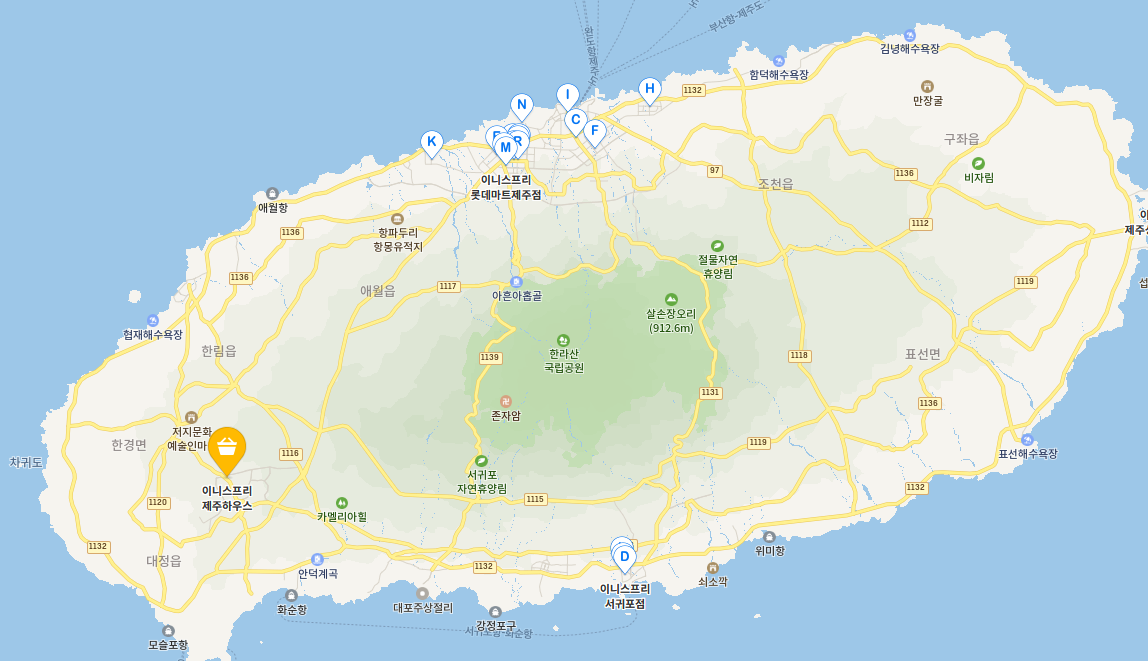 완도항제주도
부산항-제주도
김녕해수욕장
함덕해수욕장
만장굴
구좌읍
비자림
조천읍
1132
97
1136
1112
1119
H
I
N
C
F
K
R
M
이니스프리
롯데마트제주점
애월항
항파두리
항몽유적지
1136
1136
절물자연
휴양림
1117
아흔아홉골
애월읍
살손장오리
(912.6m)
협재해수욕장
한림읍
한라산
국립공원
1139
1118
표선면
1131
존자암
1136
저지문화
한경면
1116
1119
표선해수욕장
차귀도
서귀포
자연휴양림
이니스프리
제주하우스
1120
카멜리아힐
1115
1132
1132
대정읍
안덕계곡
1132
D
위미항
쇠소깍
이니스프리
서귀포점
화순항
대포주상절리
강정포구
서귀포항-화순항
모슬포항